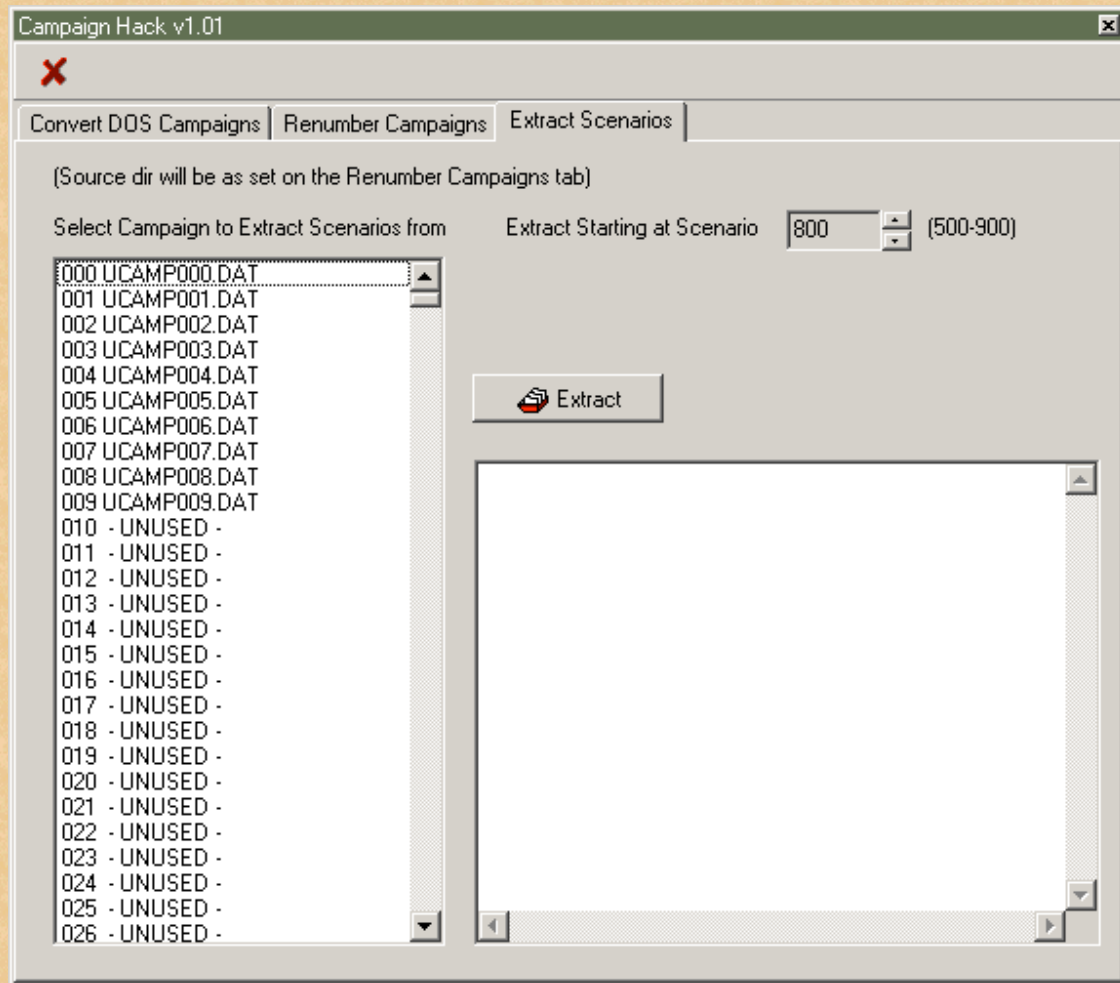 Campaign Hack v1.01
Convert DOS Campaigns
Renumber Campaigns
Extract Scenarios
(Source dir will be as set on the Renumber Campaigns tab)
Select Campaign to Extract Scenarios from
Extract Starting at Scenario 800 (500-900)
000 UCAMP000.DAT
001 UCAMP001.DAT
002 UCAMP002.DAT
003 UCAMP003.DAT
004 UCAMP004.DAT
005 UCAMP005.DAT
006 UCAMP006.DAT
007 UCAMP007.DAT
008 UCAMP008.DAT
009 UCAMP009.DAT
010 - UNUSED -
011 - UNUSED -
012 - UNUSED -
013 - UNUSED -
014 - UNUSED -
015 - UNUSED -
016 - UNUSED -
017 - UNUSED -
018 - UNUSED -
019 - UNUSED -
020 - UNUSED -
021 - UNUSED -
022 - UNUSED -
023 - UNUSED -
024 - UNUSED -
025 - UNUSED -
026 - UNUSED -
Extract